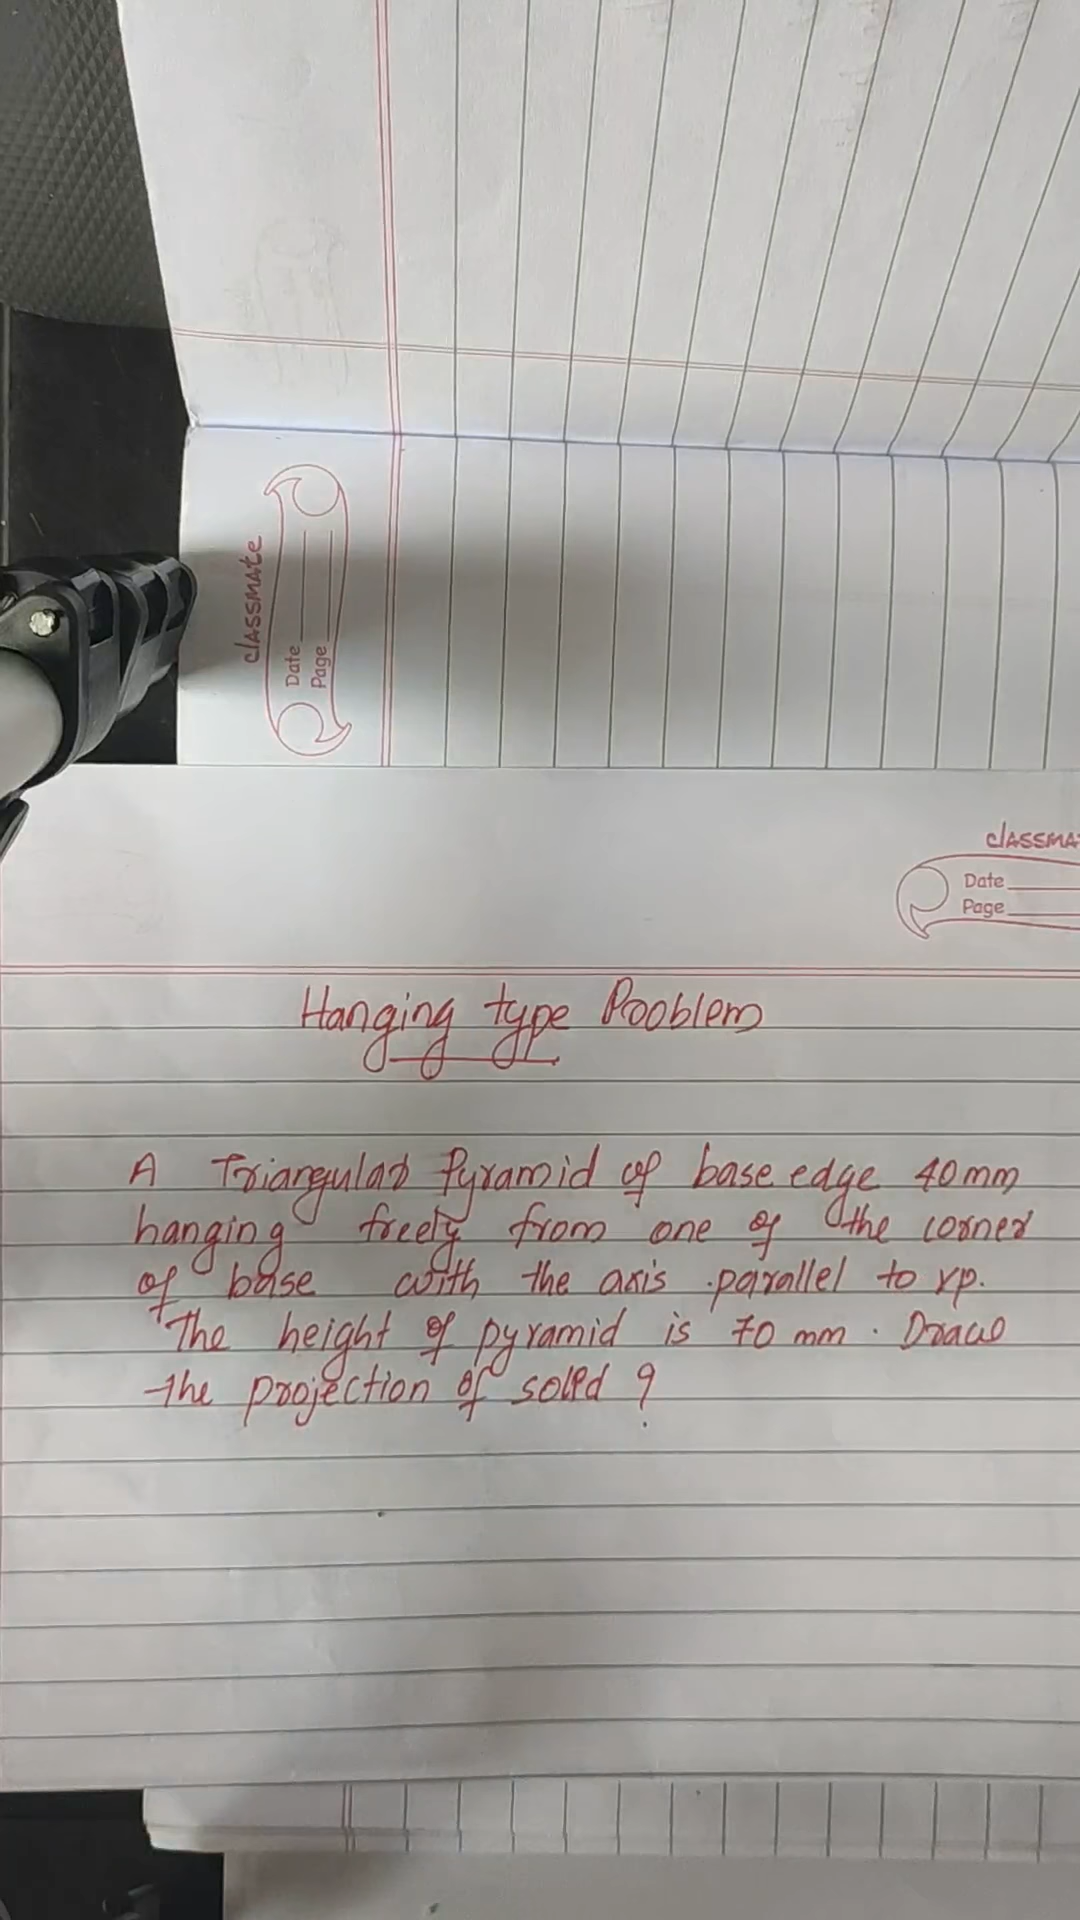 classmate
Date
Page
classma
Date
Page
Hanging type Problem
A Triangular Pyramid of base edge 40mm
hanging freely from one of the corner
of base with the axis parallel to vp.
The height of pyramid is 70 mm. Draw
the projection of solid ?